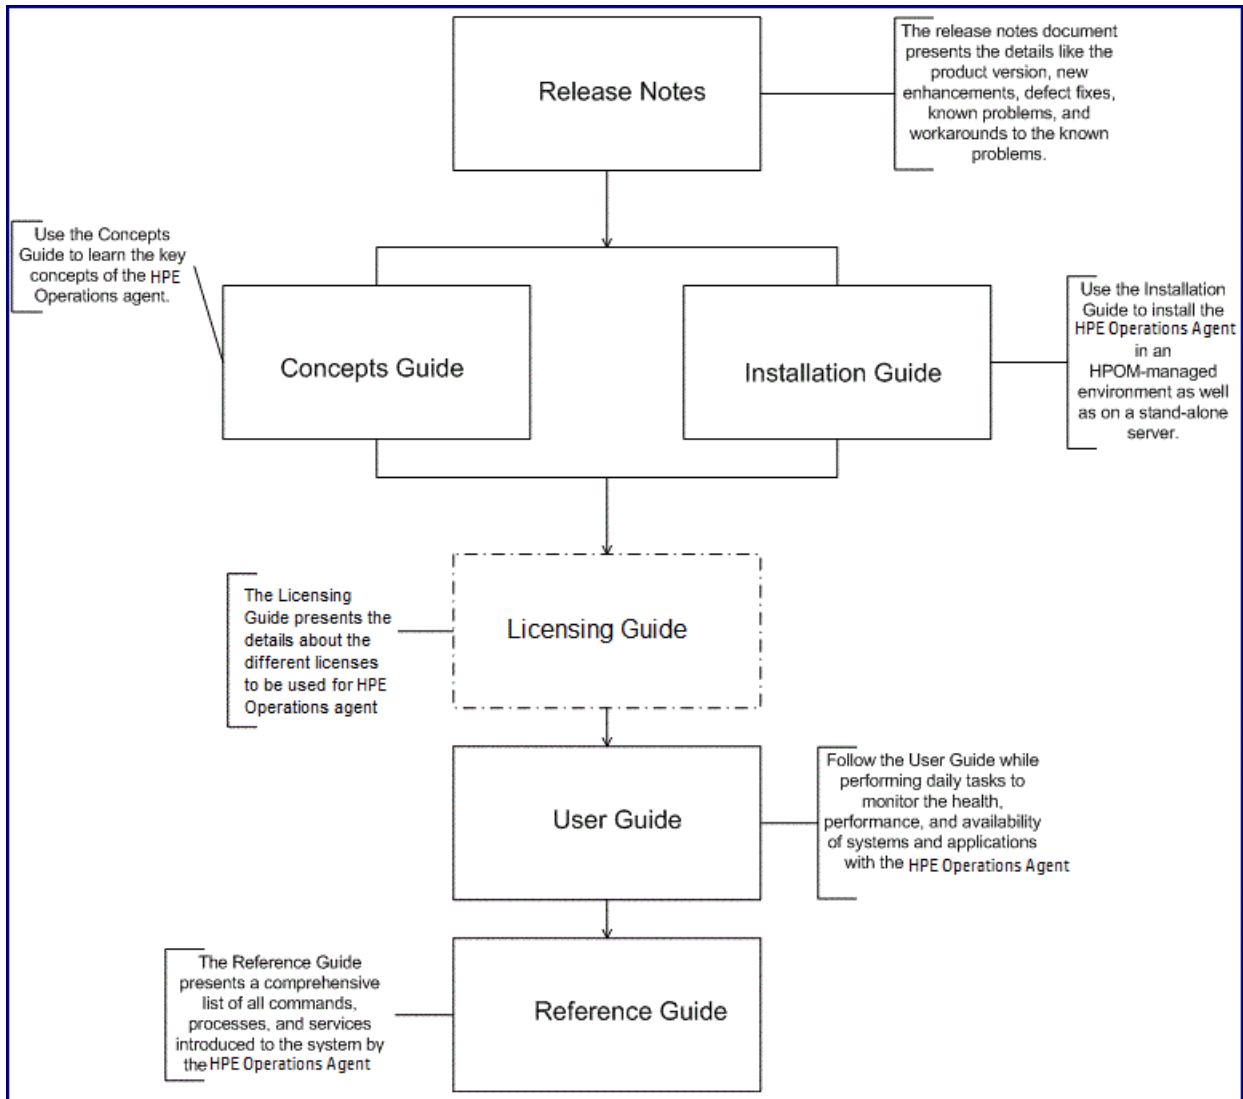 Release Notes
The release notes document
presents the details like the
product version, new
enhancements, defect fixes,
known problems, and
workarounds to the known
problems.
Use the Concepts
Guide to learn the key
concepts of the HPE
Operations agent.
Concepts Guide
Installation Guide
Use the Installation
Guide to install the
HPE Operations Agent
in an
HPOM-managed
environment as well
as on a stand-alone
server.
The Licensing
Guide presents the
details about the
different licenses
to be used for HPE
Operations agent
Licensing Guide
User Guide
Follow the User Guide while
performing daily tasks to
monitor the health,
performance, and availability
of systems and applications
with the HPE Operations Agent
The Reference Guide
presents a comprehensive
list of all commands,
processes, and services
introduced to the system by
the HPE Operations Agent
Reference Guide